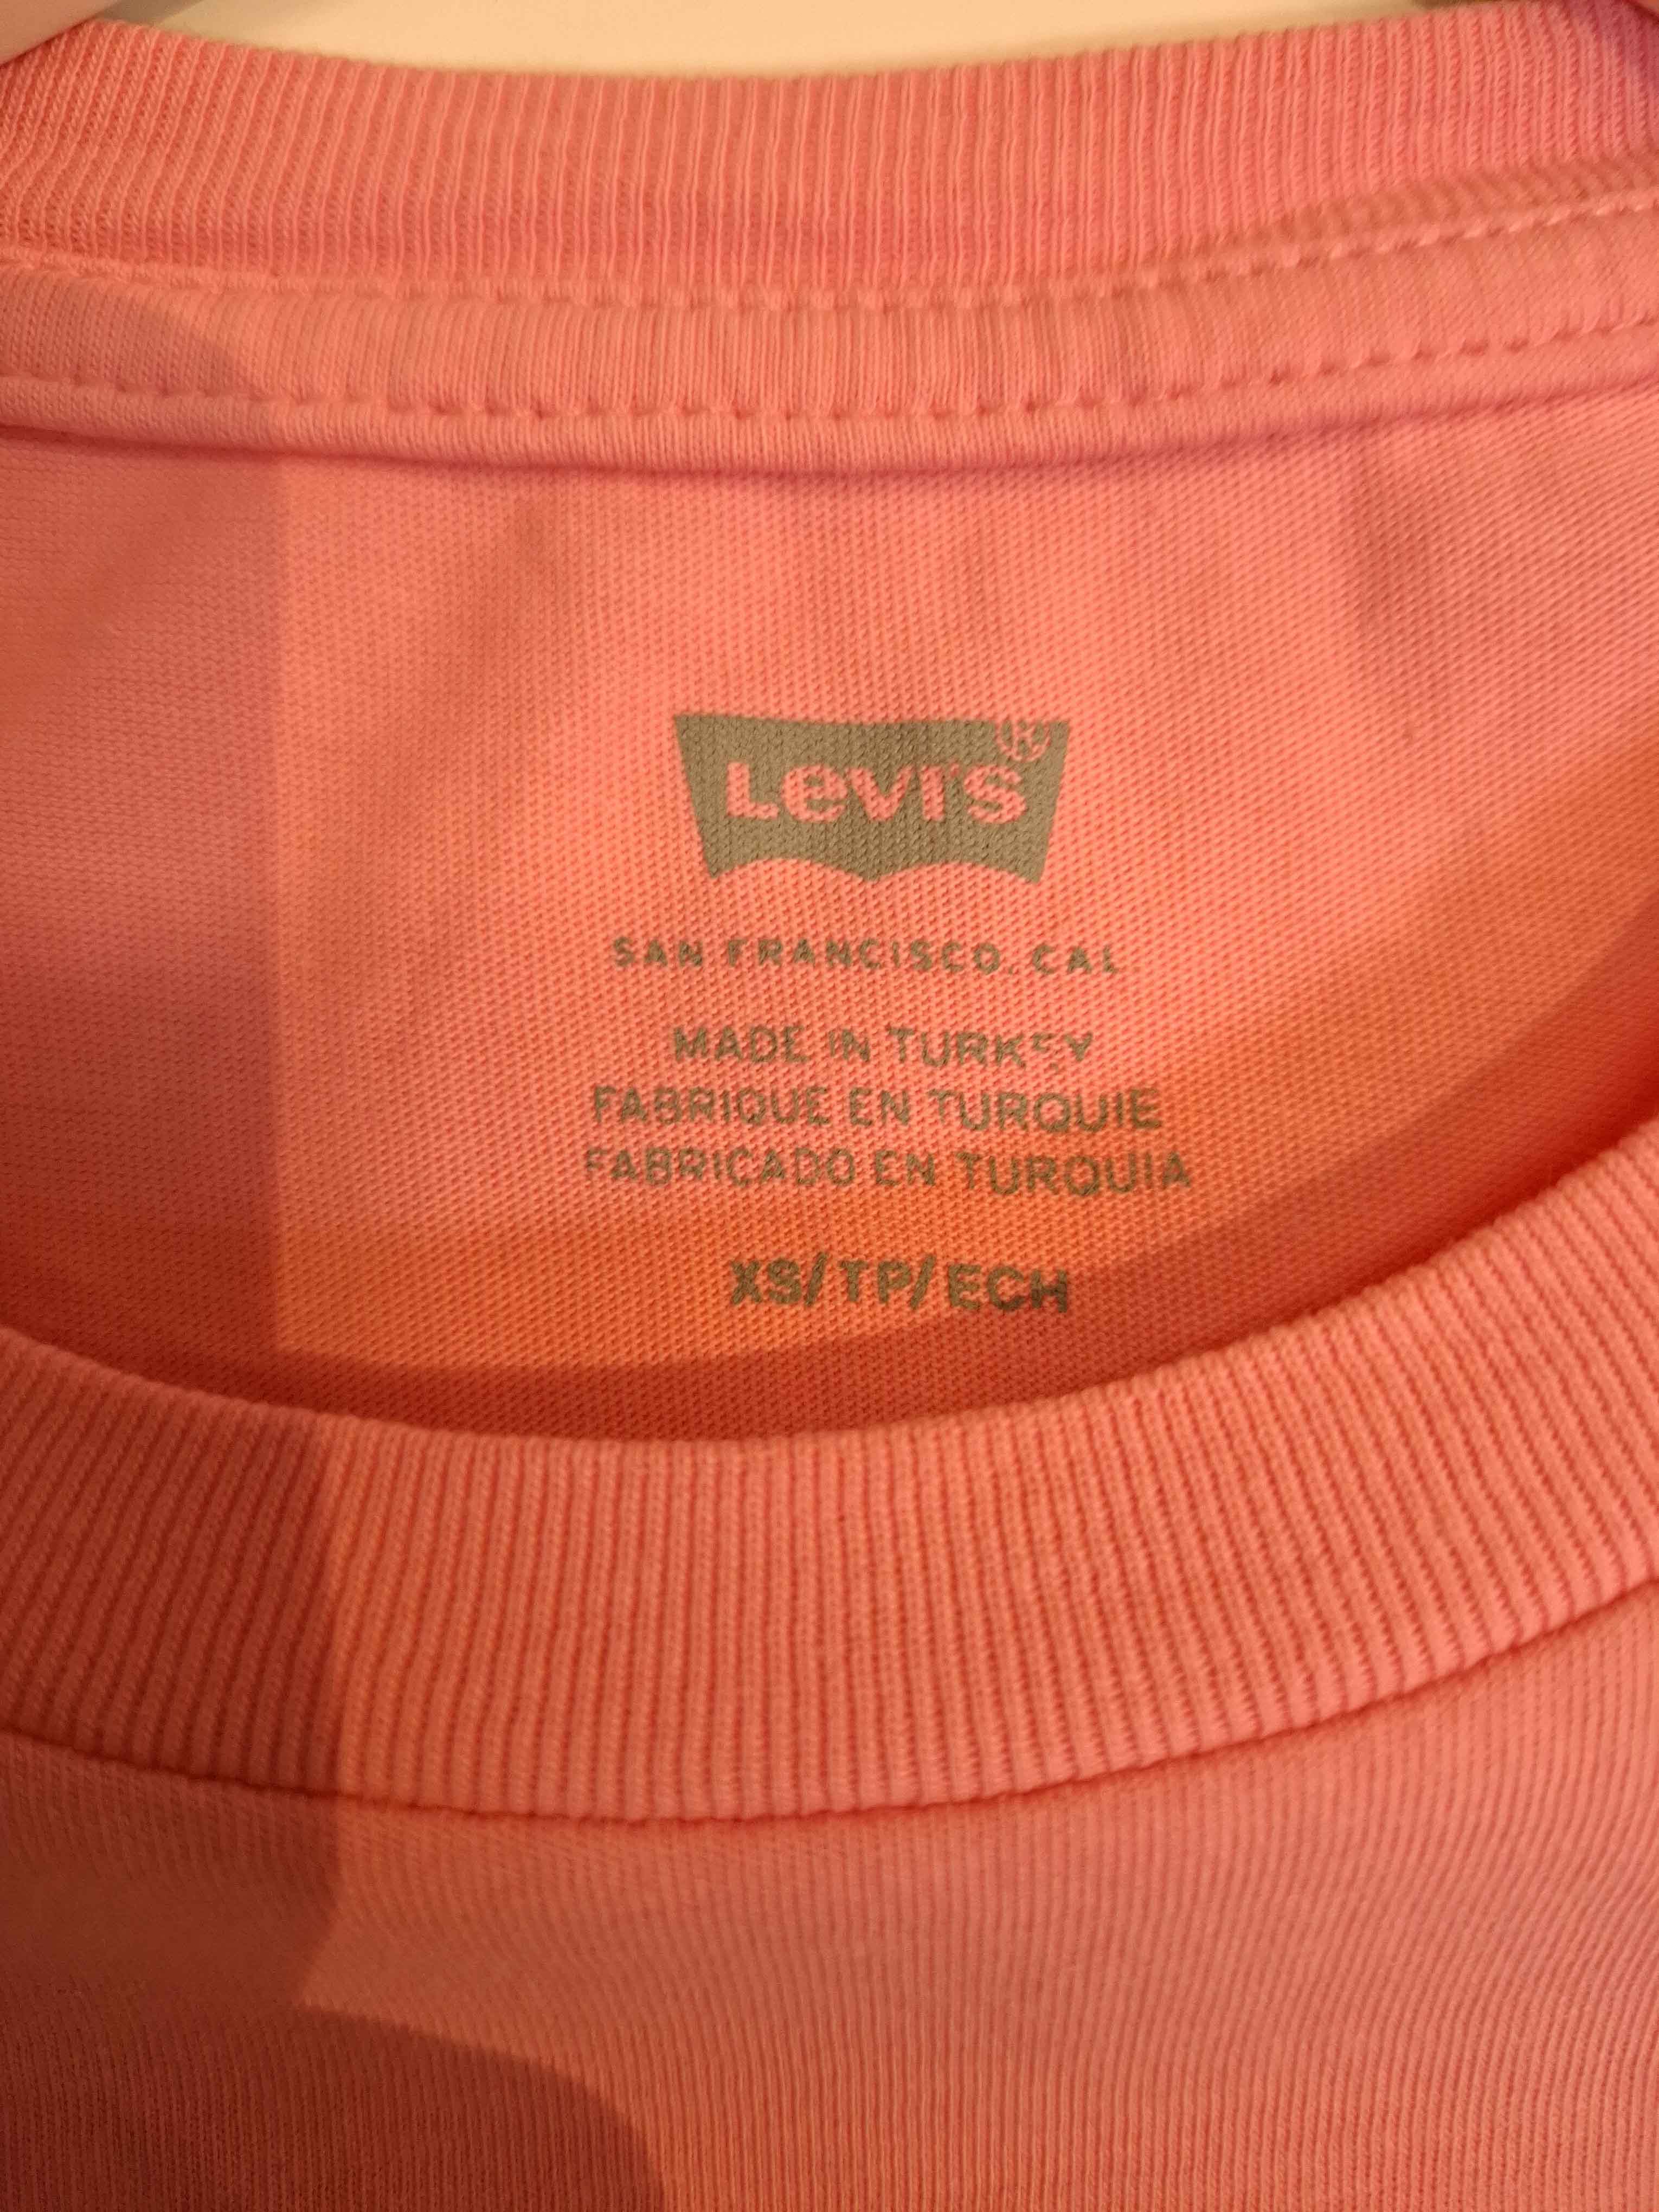 Levi's®
SAN FRANCISCO, CAL
MADE IN TURKEY
FABRIQUE EN TURQUIE
FABRICADO EN TURQUIA
XS/TP/ECH